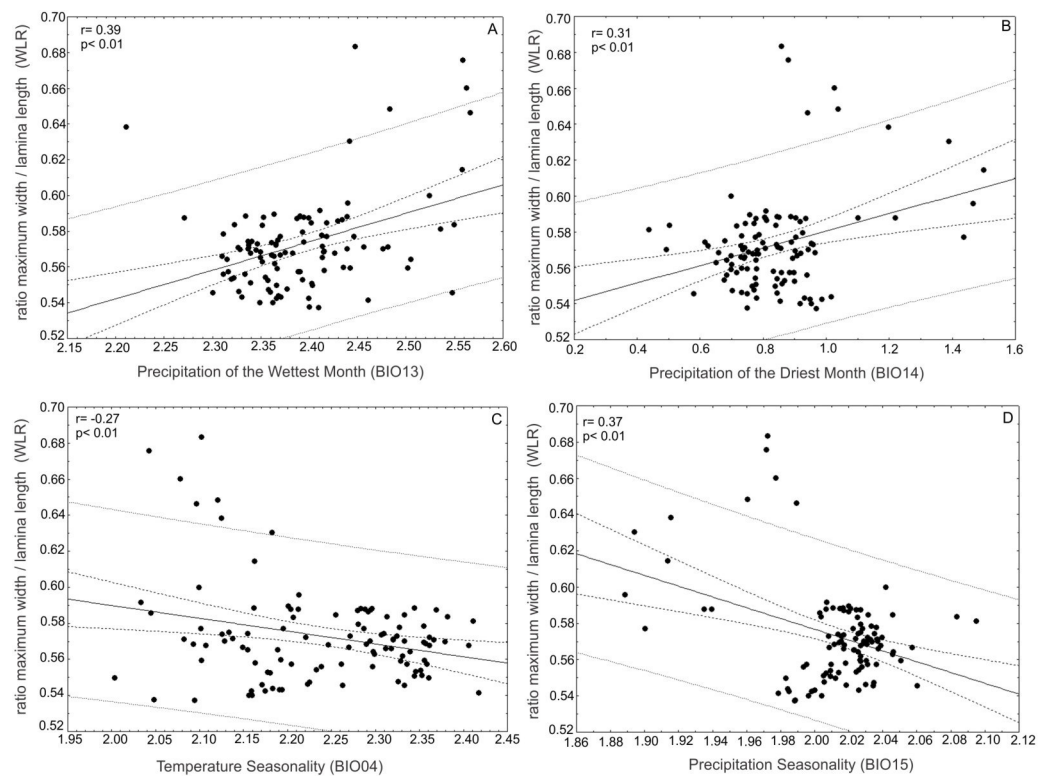 A
r= 0.39
p< 0.01
ratio maximum width / lamina length (WLR)
0.70
0.68
0.66
0.64
0.62
0.60
0.58
0.56
0.54
0.52
2.15 2.20 2.25 2.30 2.35 2.40 2.45 2.50 2.55 2.60
Precipitation of the Wettest Month (BIO13)
B
r= 0.31
p< 0.01
ratio maximum width / lamina length (WLR)
0.70
0.68
0.66
0.64
0.62
0.60
0.58
0.56
0.54
0.52
0.2 0.4 0.6 0.8 1.0 1.2 1.4 1.6
Precipitation of the Driest Month (BIO14)
C
r= -0.27
p< 0.01
ratio maximum width / lamina length (WLR)
0.70
0.68
0.66
0.64
0.62
0.60
0.58
0.56
0.54
0.52
1.95 2.00 2.05 2.10 2.15 2.20 2.25 2.30 2.35 2.40 2.45
Temperature Seasonality (BIO04)
D
r= 0.37
p< 0.01
ratio maximum width / lamina length (WLR)
0.70
0.68
0.66
0.64
0.62
0.60
0.58
0.56
0.54
0.52
1.86 1.88 1.90 1.92 1.94 1.96 1.98 2.00 2.02 2.04 2.06 2.08 2.10 2.12
Precipitation Seasonality (BIO15)